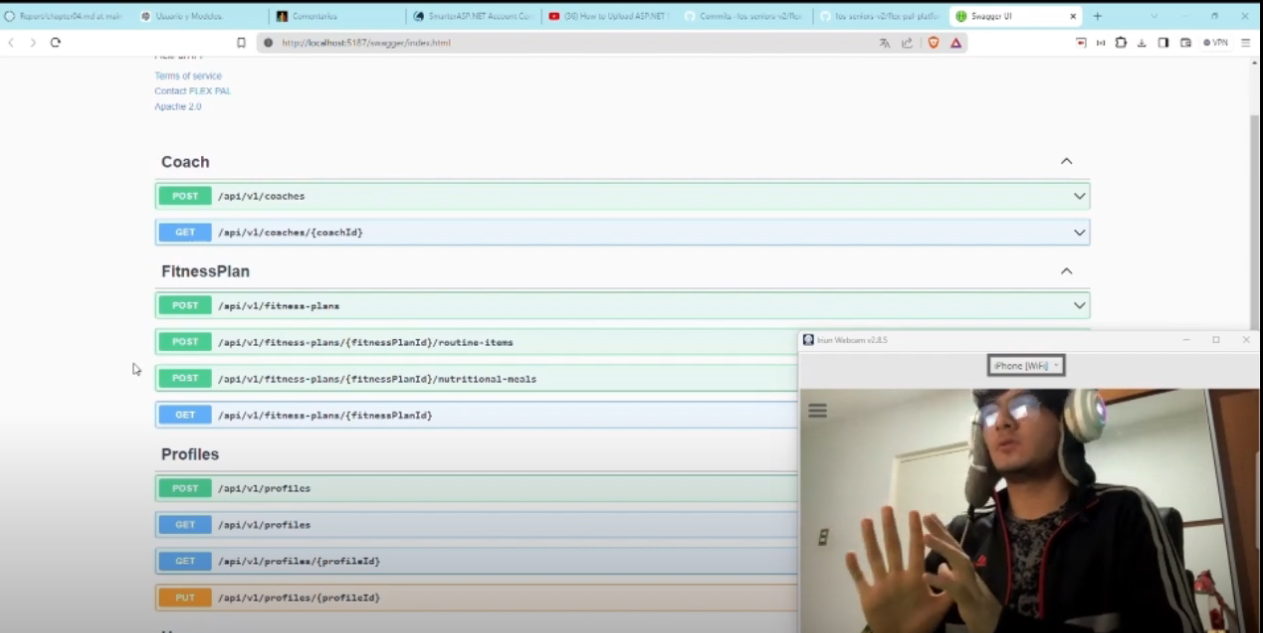 Report/chapter04.md at main
Usuario y Modelos.
Comentarios
SmarterASP.NET Account Con
(36) How to Upload ASP.NET
Commits · los-seniors-v2/flex
los-seniors-v2/flex-pal-platfo
Swagger UI
http://localhost:5187/swagger/index.html
VPN
Terms of service
Contact FLEX PAL
Apache 2.0
Coach
POST /api/v1/coaches
GET /api/v1/coaches/{coachId}
FitnessPlan
POST /api/v1/fitness-plans
POST /api/v1/fitness-plans/{fitnessPlanId}/routine-items
POST /api/v1/fitness-plans/{fitnessPlanId}/nutritional-meals
GET /api/v1/fitness-plans/{fitnessPlanId}
Iriun Webcam v2.8.5
iPhone [WiFi]
Profiles
POST /api/v1/profiles
GET /api/v1/profiles
GET /api/v1/profiles/{profileId}
PUT /api/v1/profiles/{profileId}